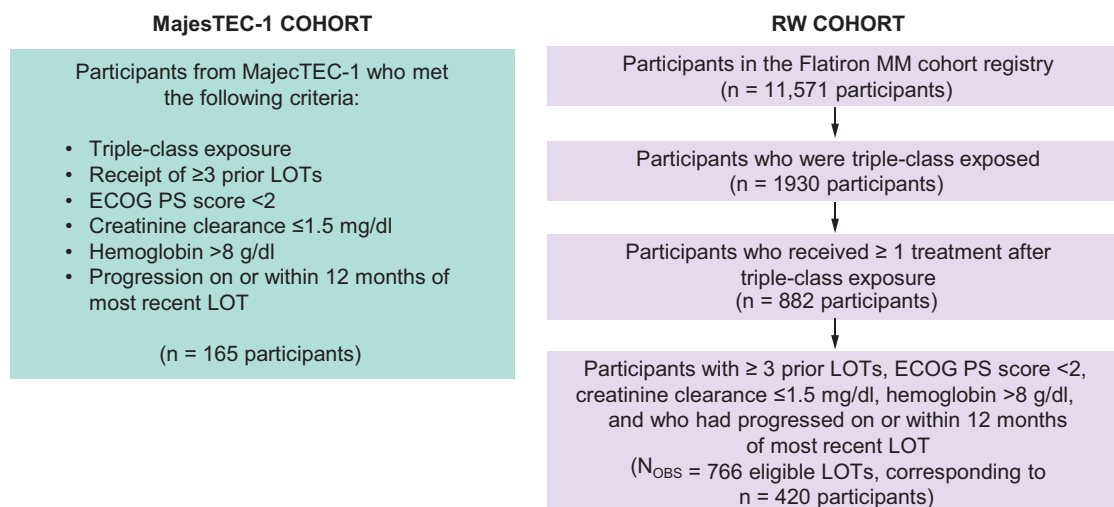 MajesTEC-1 COHORT
Participants from MajecTEC-1 who met
the following criteria:
• Triple-class exposure
• Receipt of ≥3 prior LOTs
• ECOG PS score <2
• Creatinine clearance ≤1.5 mg/dl
• Hemoglobin >8 g/dl
• Progression on or within 12 months of
most recent LOT
(n = 165 participants)
RW COHORT
Participants in the Flatiron MM cohort registry
(n = 11,571 participants)
Participants who were triple-class exposed
(n = 1930 participants)
Participants who received ≥ 1 treatment after
triple-class exposure
(n = 882 participants)
Participants with ≥ 3 prior LOTs, ECOG PS score <2,
creatinine clearance ≤1.5 mg/dl, hemoglobin >8 g/dl,
and who had progressed on or within 12 months
of most recent LOT
(NOBS = 766 eligible LOTs, corresponding to
n = 420 participants)